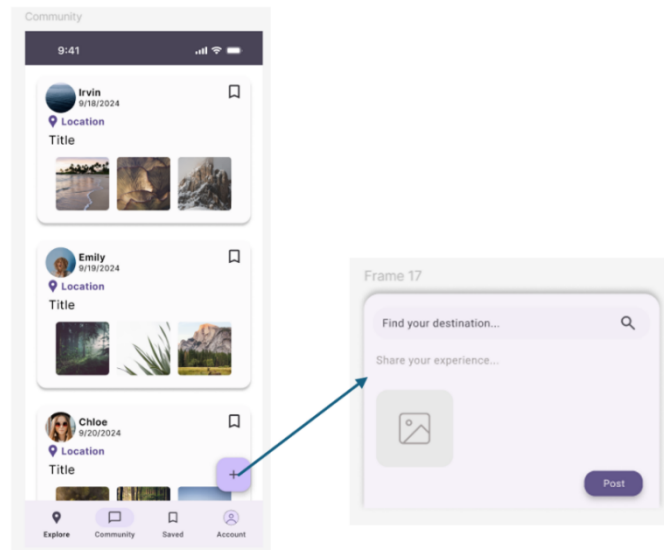 Community
9:41
Irvin
9/18/2024
Location
Title
Emily
9/19/2024
Location
Title
Chloe
9/20/2024
Location
Title
+
Explore Community Saved Account
Frame 17
Find your destination...
Share your experience...
Post